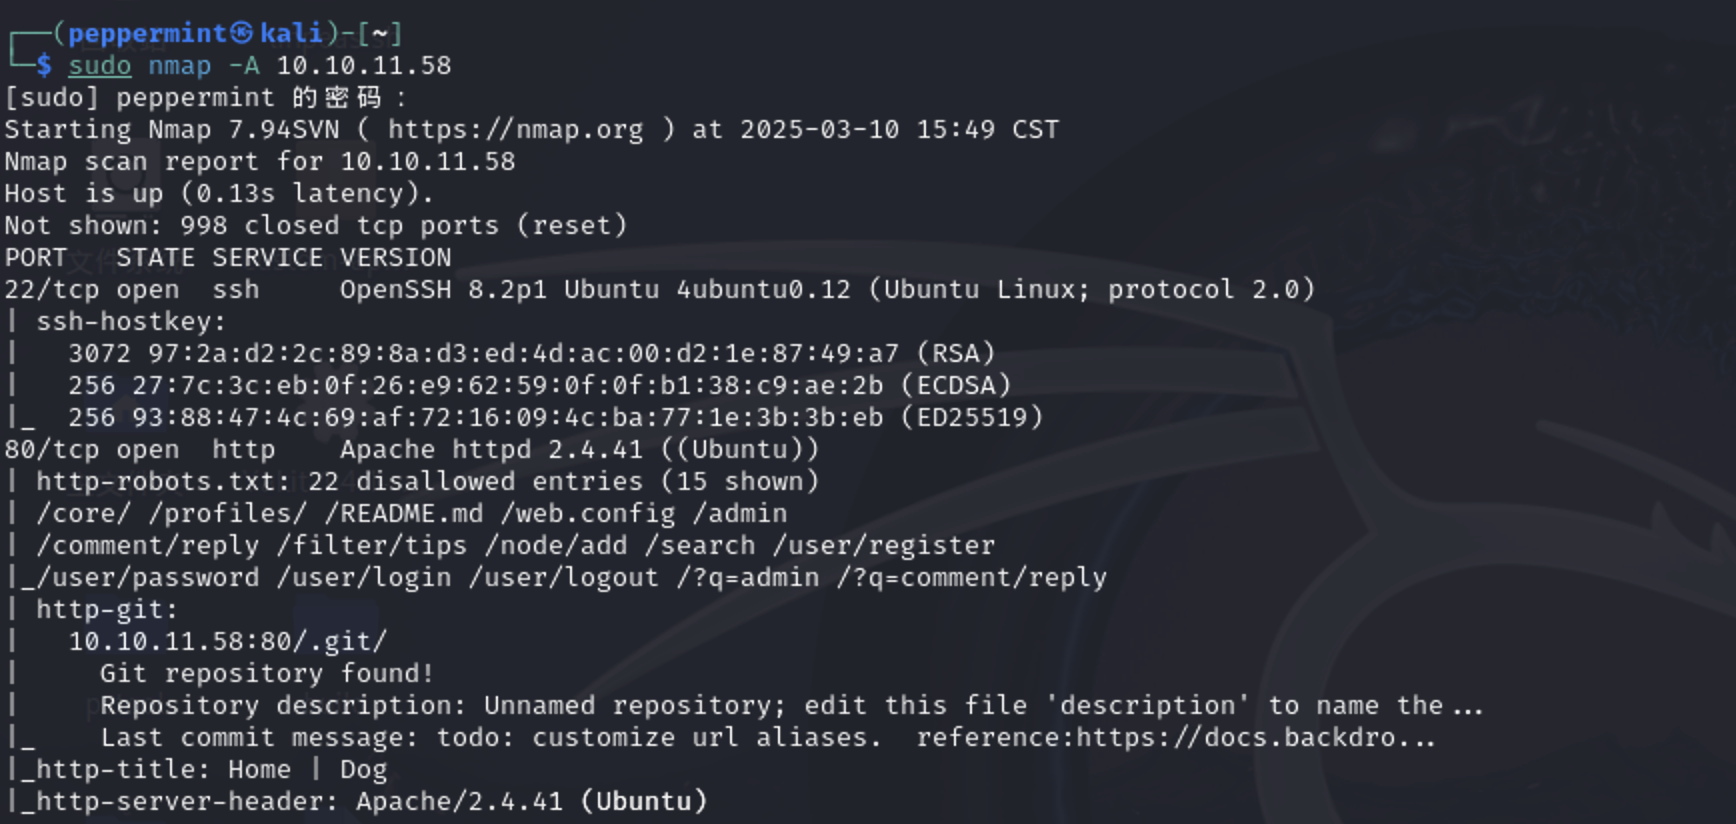 ┌──(peppermint㉿kali)-[~]
└─$ sudo nmap -A 10.10.11.58
[sudo] peppermint 的密码：
Starting Nmap 7.94SVN ( https://nmap.org ) at 2025-03-10 15:49 CST
Nmap scan report for 10.10.11.58
Host is up (0.13s latency).
Not shown: 998 closed tcp ports (reset)
PORT   STATE SERVICE VERSION
22/tcp open  ssh     OpenSSH 8.2p1 Ubuntu 4ubuntu0.12 (Ubuntu Linux; protocol 2.0)
| ssh-hostkey:
|   3072 97:2a:d2:2c:89:8a:d3:ed:4d:ac:00:d2:1e:87:49:a7 (RSA)
|   256 27:7c:3c:eb:0f:26:e9:62:59:0f:0f:b1:38:c9:ae:2b (ECDSA)
|_  256 93:88:47:4c:69:af:72:16:09:4c:ba:77:1e:3b:3b:eb (ED25519)
80/tcp open  http    Apache httpd 2.4.41 ((Ubuntu))
| http-robots.txt: 22 disallowed entries (15 shown)
| /core/ /profiles/ /README.md /web.config /admin
| /comment/reply /filter/tips /node/add /search /user/register
|_/user/password /user/login /user/logout /?q=admin /?q=comment/reply
| http-git:
|   10.10.11.58:80/.git/
|     Git repository found!
|     Repository description: Unnamed repository; edit this file 'description' to name the...
|_    Last commit message: todo: customize url aliases.  reference:https://docs.backdro...
|_http-title: Home | Dog
|_http-server-header: Apache/2.4.41 (Ubuntu)